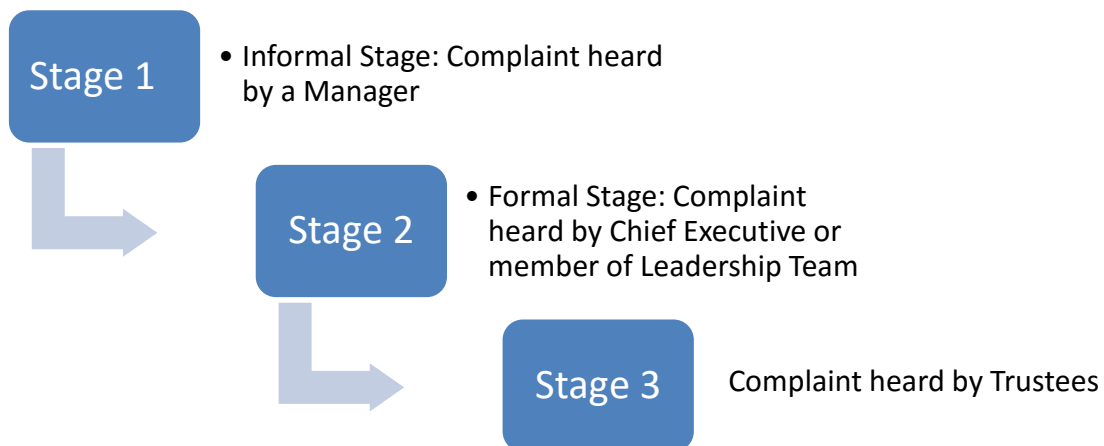 Stage 1
• Informal Stage: Complaint heard
by a Manager
Stage 2
• Formal Stage: Complaint
heard by Chief Executive or
member of Leadership Team
Stage 3
Complaint heard by Trustees